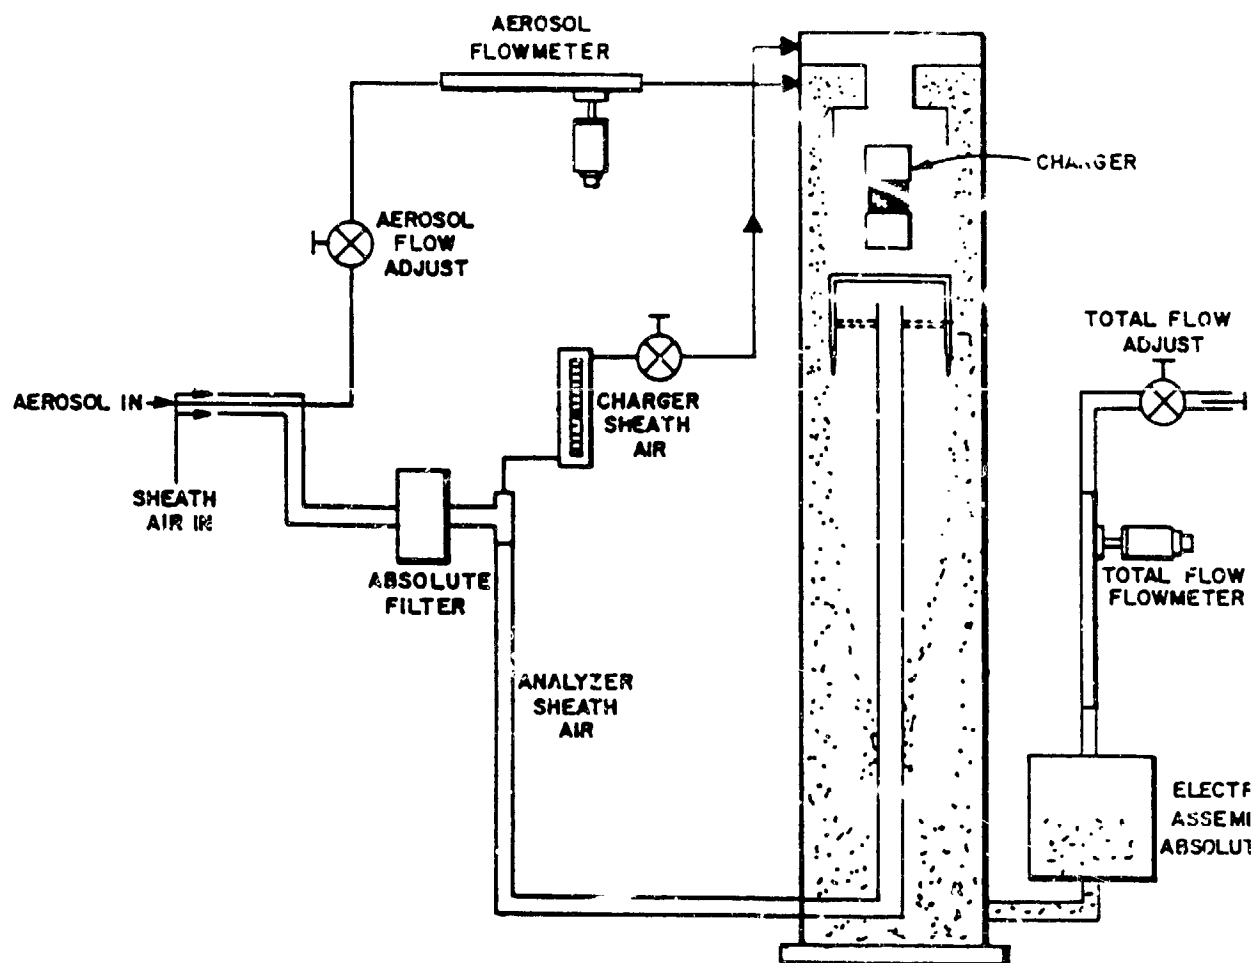 AEROSOL
FLOWMETER
CHARGER
AEROSOL
FLOW
ADJUST
TOTAL FLOW
ADJUST
AEROSOL IN
CHARGER
SHEATH
AIR
SHEATH
AIR IN
ABSOLUTE
FILTER
TOTAL FLOW
FLOWMETER
ANALYZER
SHEATH
AIR